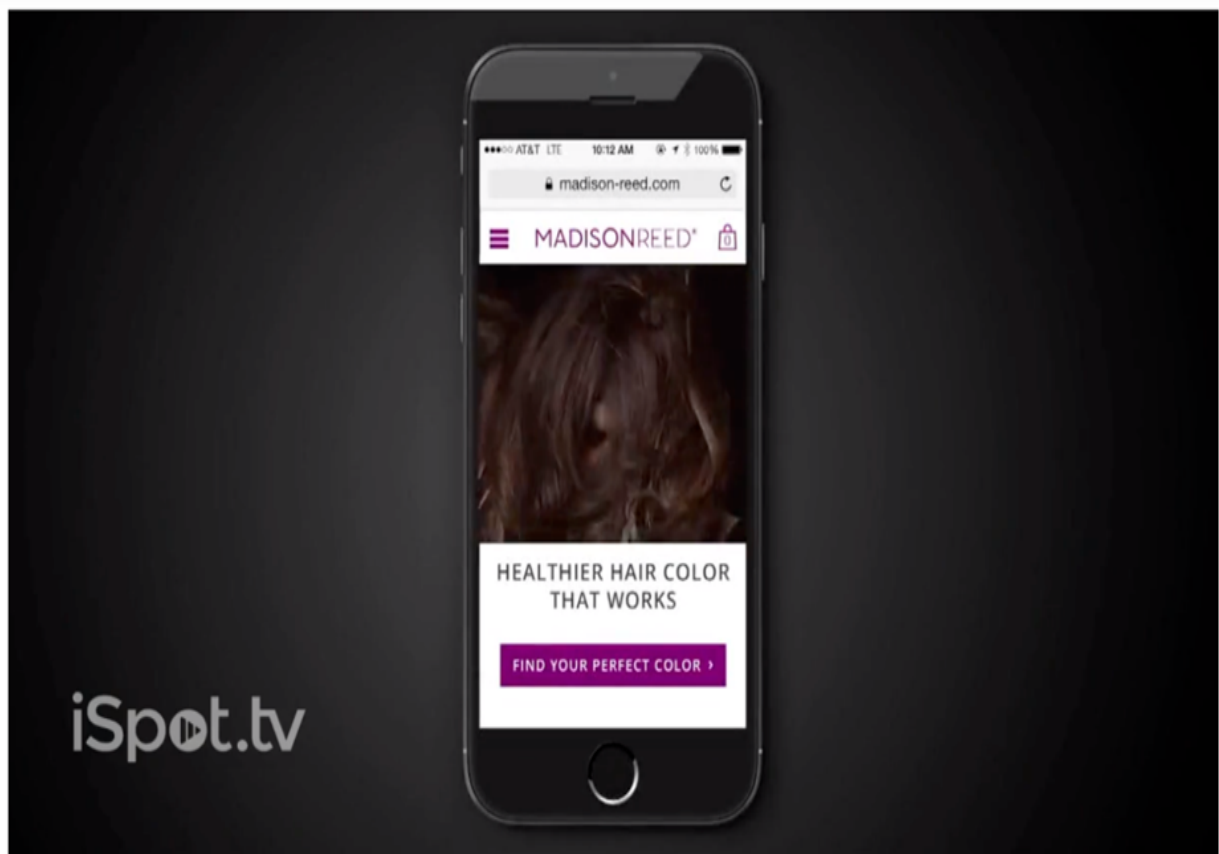 AT&T LTE 10:12 AM 100%
madison-reed.com
MADISONREED®
0
HEALTHIER HAIR COLOR
THAT WORKS
FIND YOUR PERFECT COLOR ›
iSpot.tv